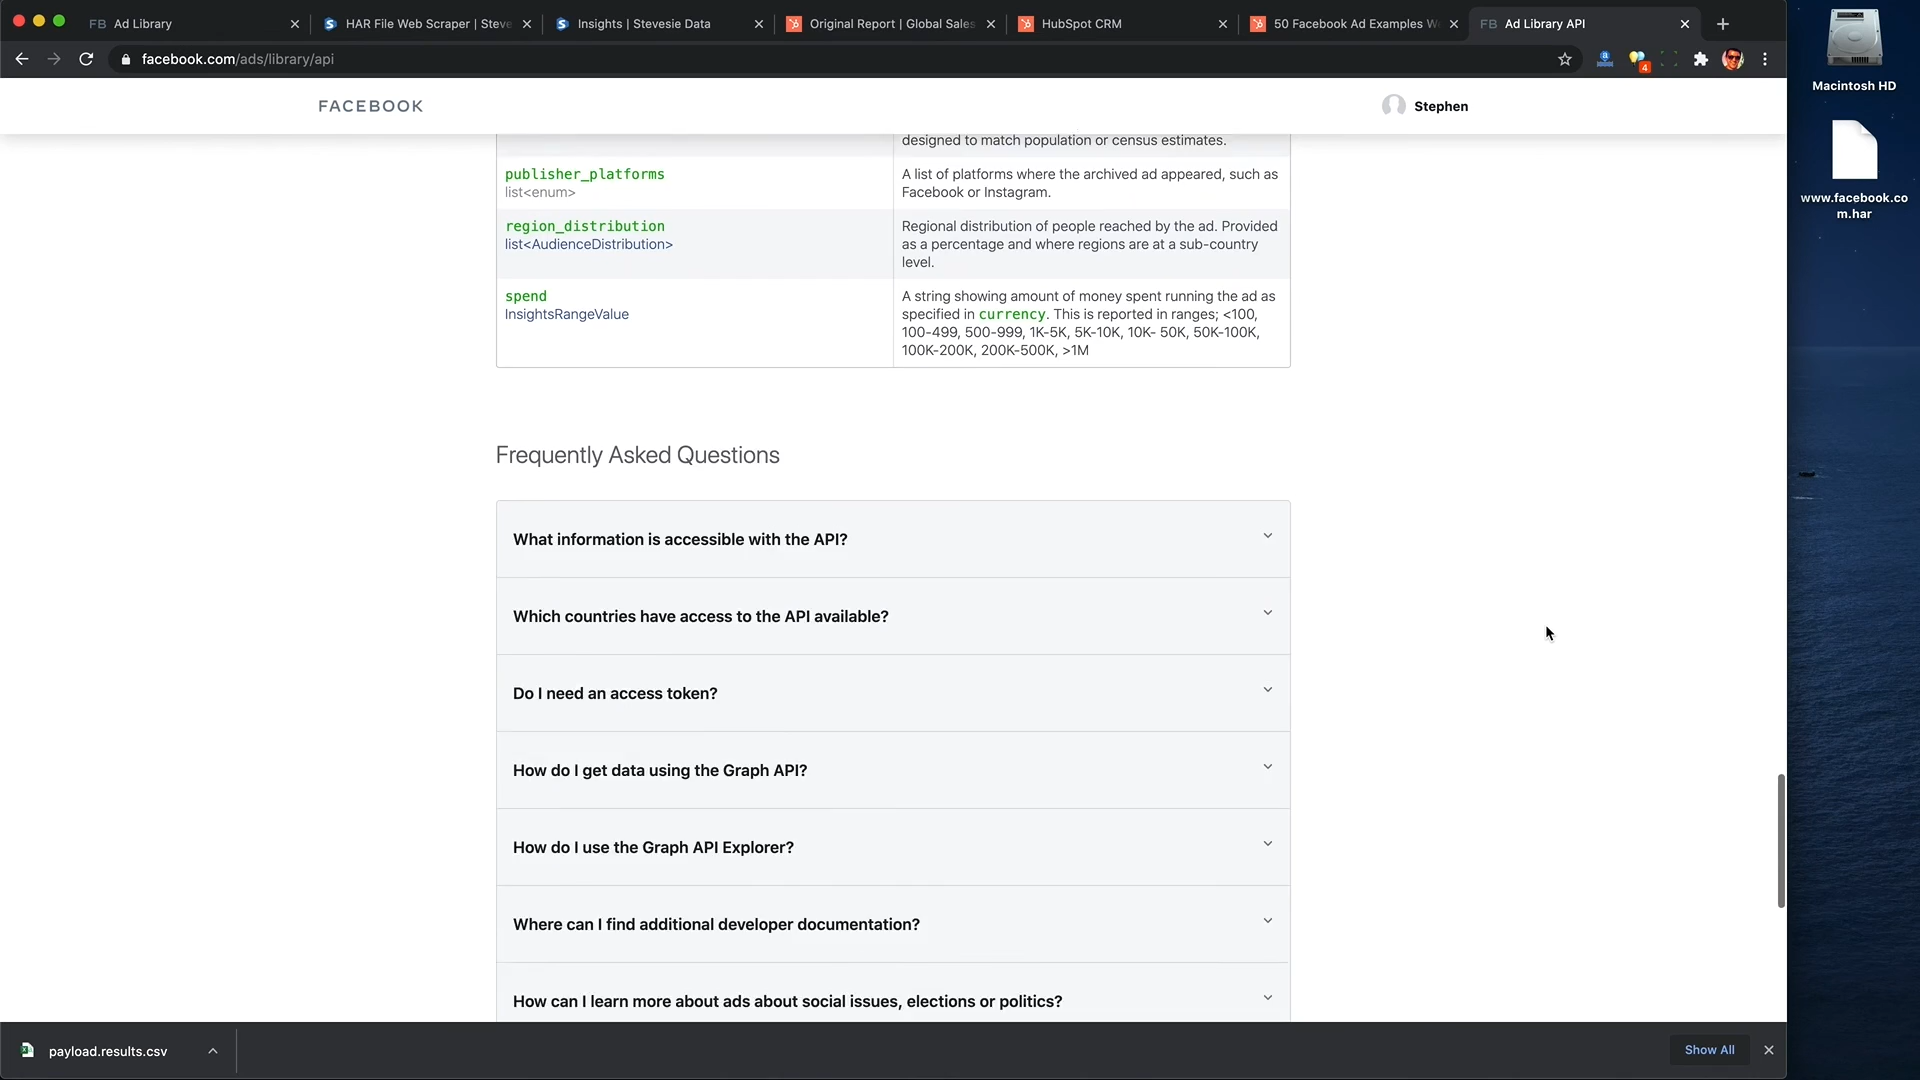 FB Ad Library
HAR File Web Scraper | Steve
Insights | Stevesie Data
Original Report | Global Sales
HubSpot CRM
50 Facebook Ad Examples W
FB Ad Library API
facebook.com/ads/library/api
4
Macintosh HD
www.facebook.co
m.har
FACEBOOK
Stephen
designed to match population or census estimates.
publisher_platforms
list<enum>
A list of platforms where the archived ad appeared, such as
Facebook or Instagram.
region_distribution
list<AudienceDistribution>
Regional distribution of people reached by the ad. Provided
as a percentage and where regions are at a sub-country
level.
spend
InsightsRangeValue
A string showing amount of money spent running the ad as
specified in currency. This is reported in ranges; <100,
100-499, 500-999, 1K-5K, 5K-10K, 10K- 50K, 50K-100K,
100K-200K, 200K-500K, >1M
Frequently Asked Questions
What information is accessible with the API?
Which countries have access to the API available?
Do I need an access token?
How do I get data using the Graph API?
How do I use the Graph API Explorer?
Where can I find additional developer documentation?
How can I learn more about ads about social issues, elections or politics?
payload.results.csv
Show All